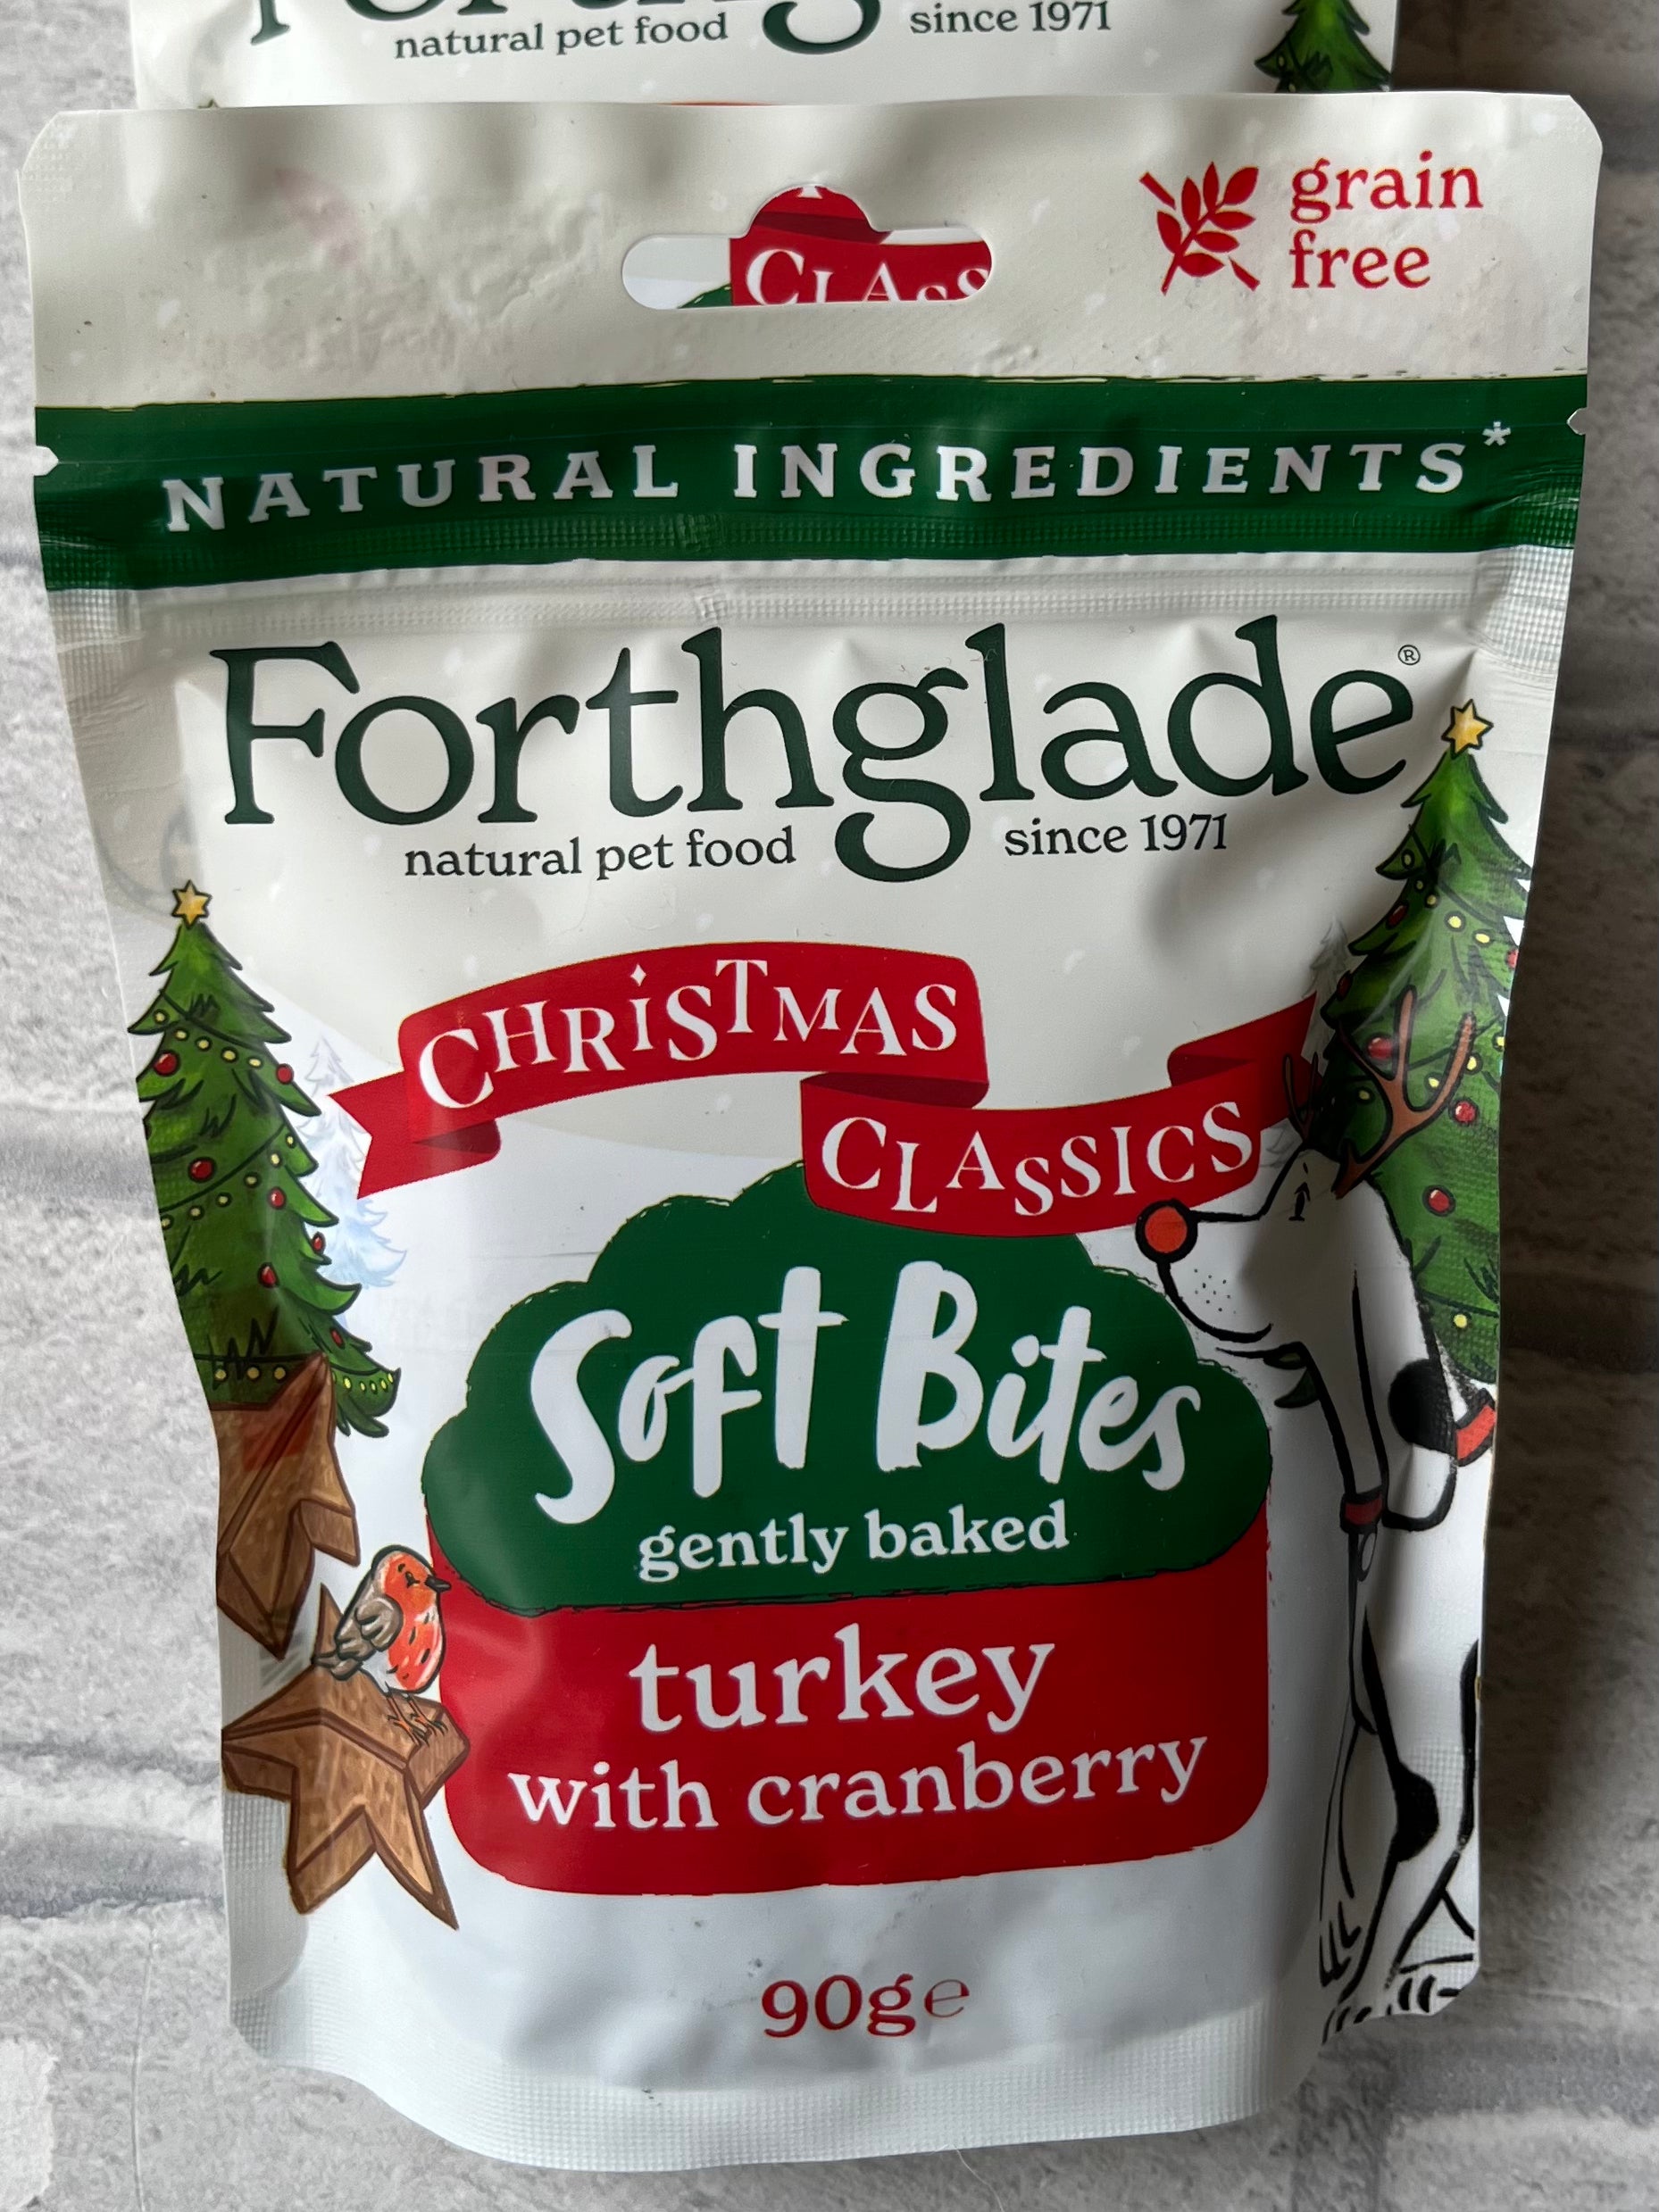 natural pet food since 1971
grain
free
CLASS
NATURAL INGREDIENTS*
Forthglade®
natural pet food since 1971
CHRISTMAS
CLASSICS
Soft Bites
gently baked
turkey
with cranberry
90g℮